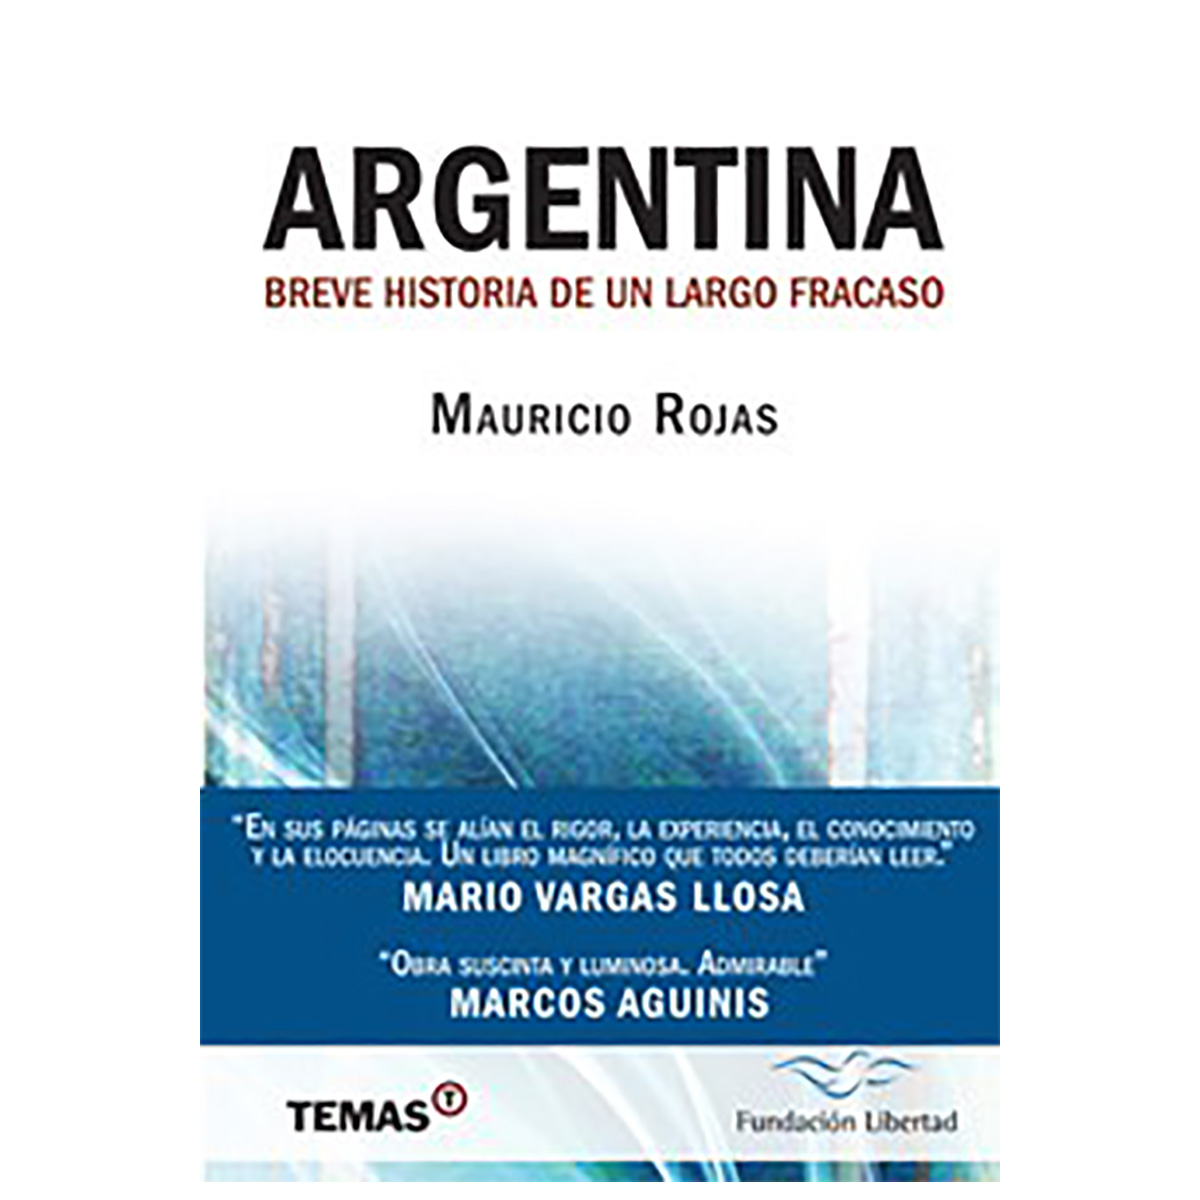 ARGENTINA
BREVE HISTORIA DE UN LARGO FRACASO
MAURICIO ROJAS
"EN SUS PÁGINAS SE ALÍAN EL RIGOR, LA EXPERIENCIA, EL CONOCIMIENTO
Y LA ELOCUENCIA. UN LIBRO MAGNÍFICO QUE TODOS DEBERÍAN LEER."
MARIO VARGAS LLOSA
"OBRA SUSCINTA Y LUMINOSA. ADMIRABLE"
MARCOS AGUINIS
TEMAS T
Fundación Libertad